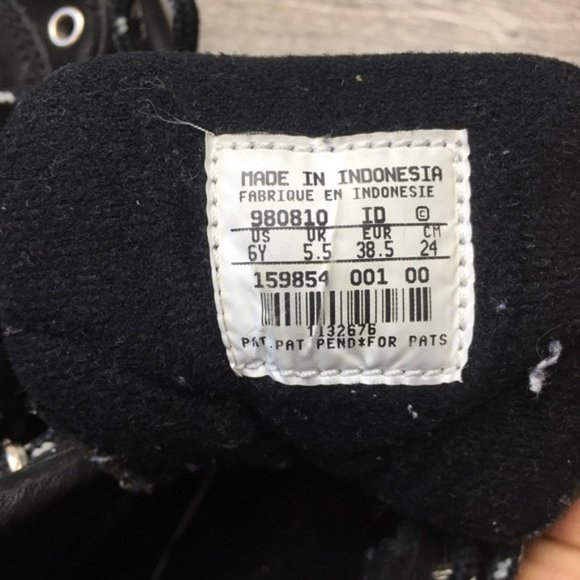 MADE IN INDONESIA
FABRIQUE EN INDONESIE
980810 ID ©
US UK EUR CM
6Y 5.5 38.5 24
159854 001 00
1132676
PAT.PAT PEND*FOR PATS